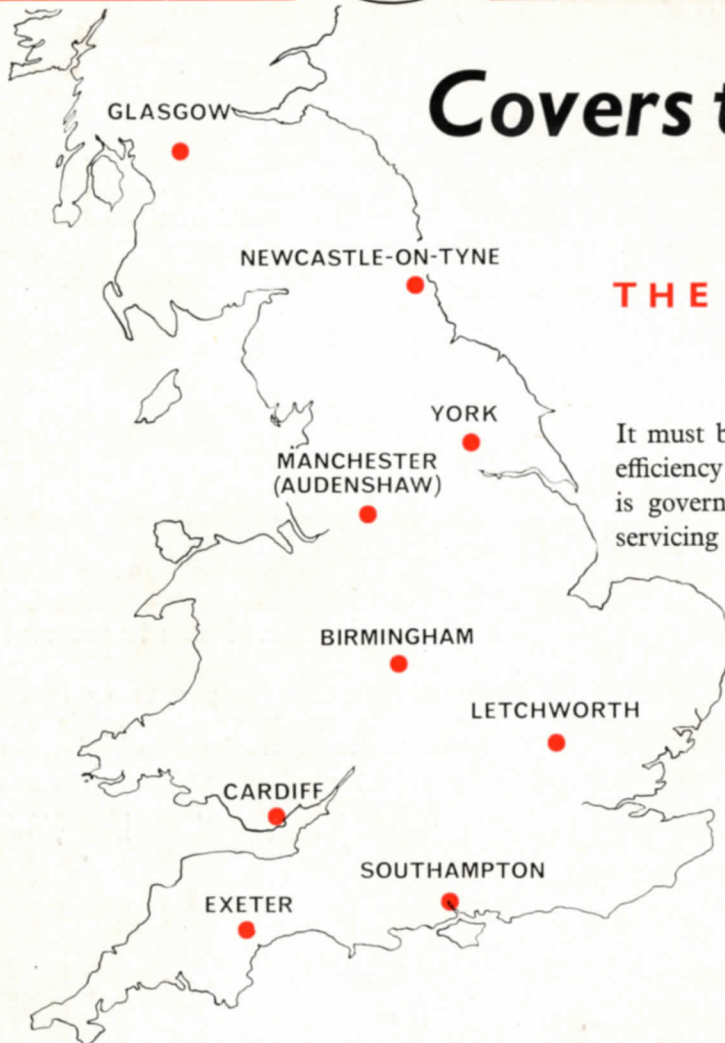 Covers t
GLASGOW
NEWCASTLE-ON-TYNE
THE
YORK
It must b
efficiency
is govern
servicing
MANCHESTER
(AUDENSHAW)
BIRMINGHAM
LETCHWORTH
CARDIFF
SOUTHAMPTON
EXETER